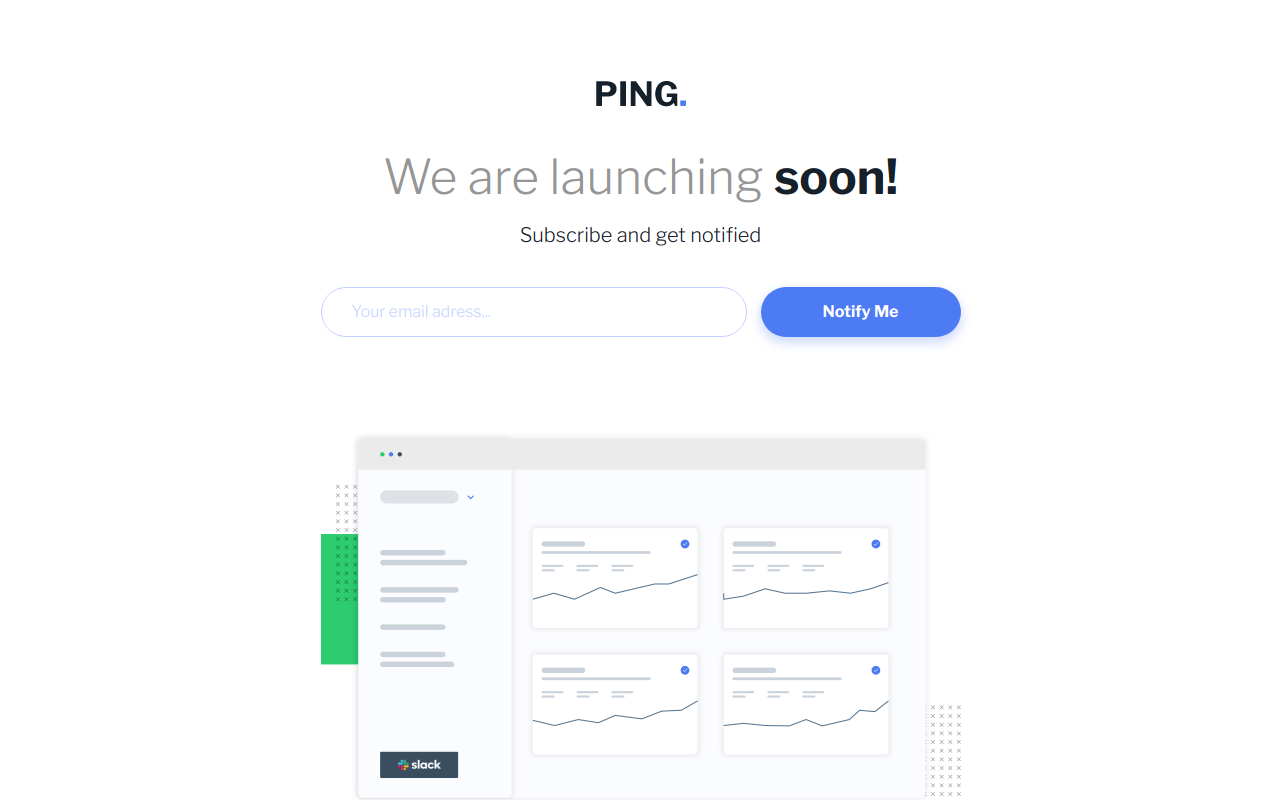 PING.
We are launching soon!
Subscribe and get notified
Your email adress...
Notify Me
slack